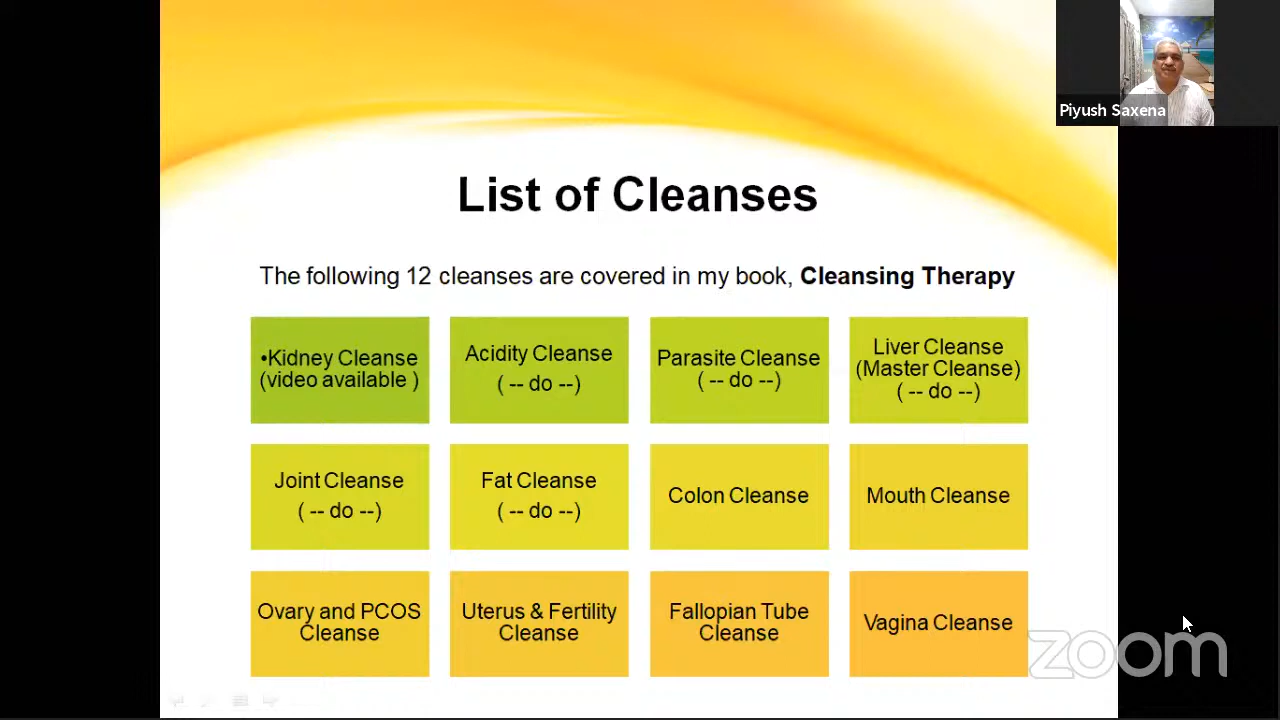 Piyush Saxena
List of Cleanses
The following 12 cleanses are covered in my book, Cleansing Therapy
•Kidney Cleanse
(video available )
Acidity Cleanse
( -- do --)
Parasite Cleanse
( -- do --)
Liver Cleanse
(Master Cleanse)
( -- do --)
Joint Cleanse
( -- do --)
Fat Cleanse
( -- do --)
Colon Cleanse
Mouth Cleanse
Ovary and PCOS
Cleanse
Uterus & Fertility
Cleanse
Fallopian Tube
Cleanse
Vagina Cleanse
zoom